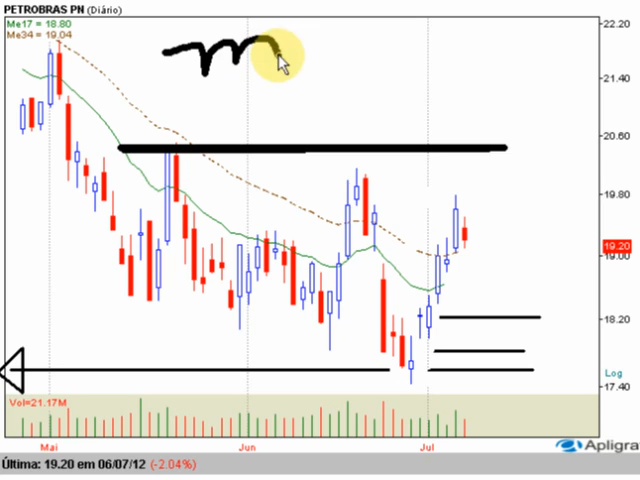 PETROBRAS PN (Diário)
Me17 = 18.80
Me34 = 19.04
22.20
21.40
20.60
19.80
19.20
19.00
18.20
Log
17.40
Vol=21.17M
Mai Jun Jul
Apligra
Última: 19.20 em 06/07/12 (-2.04%)